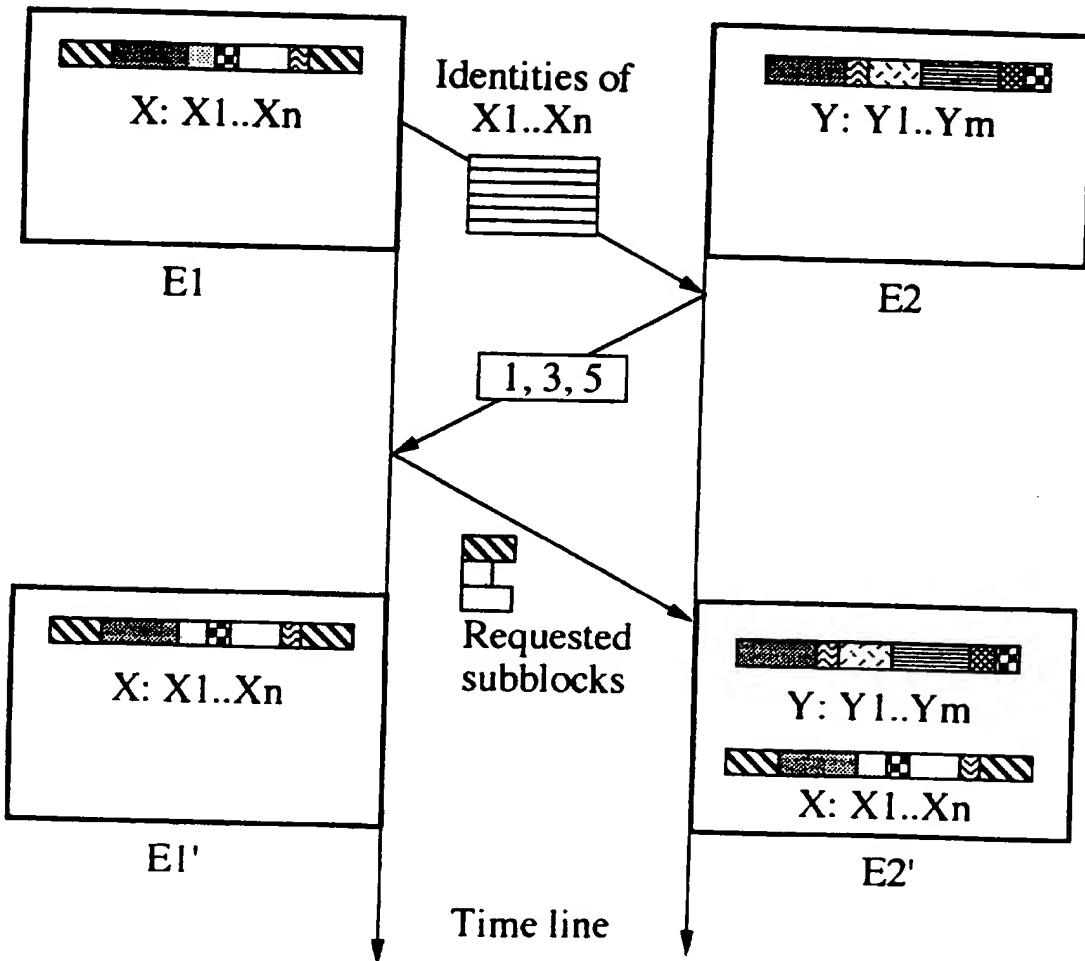 X: X1..Xn
Identities of
X1..Xn
Y: Y1..Ym
E1
E2
1, 3, 5
Requested
subblocks
X: X1..Xn
Y: Y1..Ym
X: X1..Xn
E1'
E2'
Time line